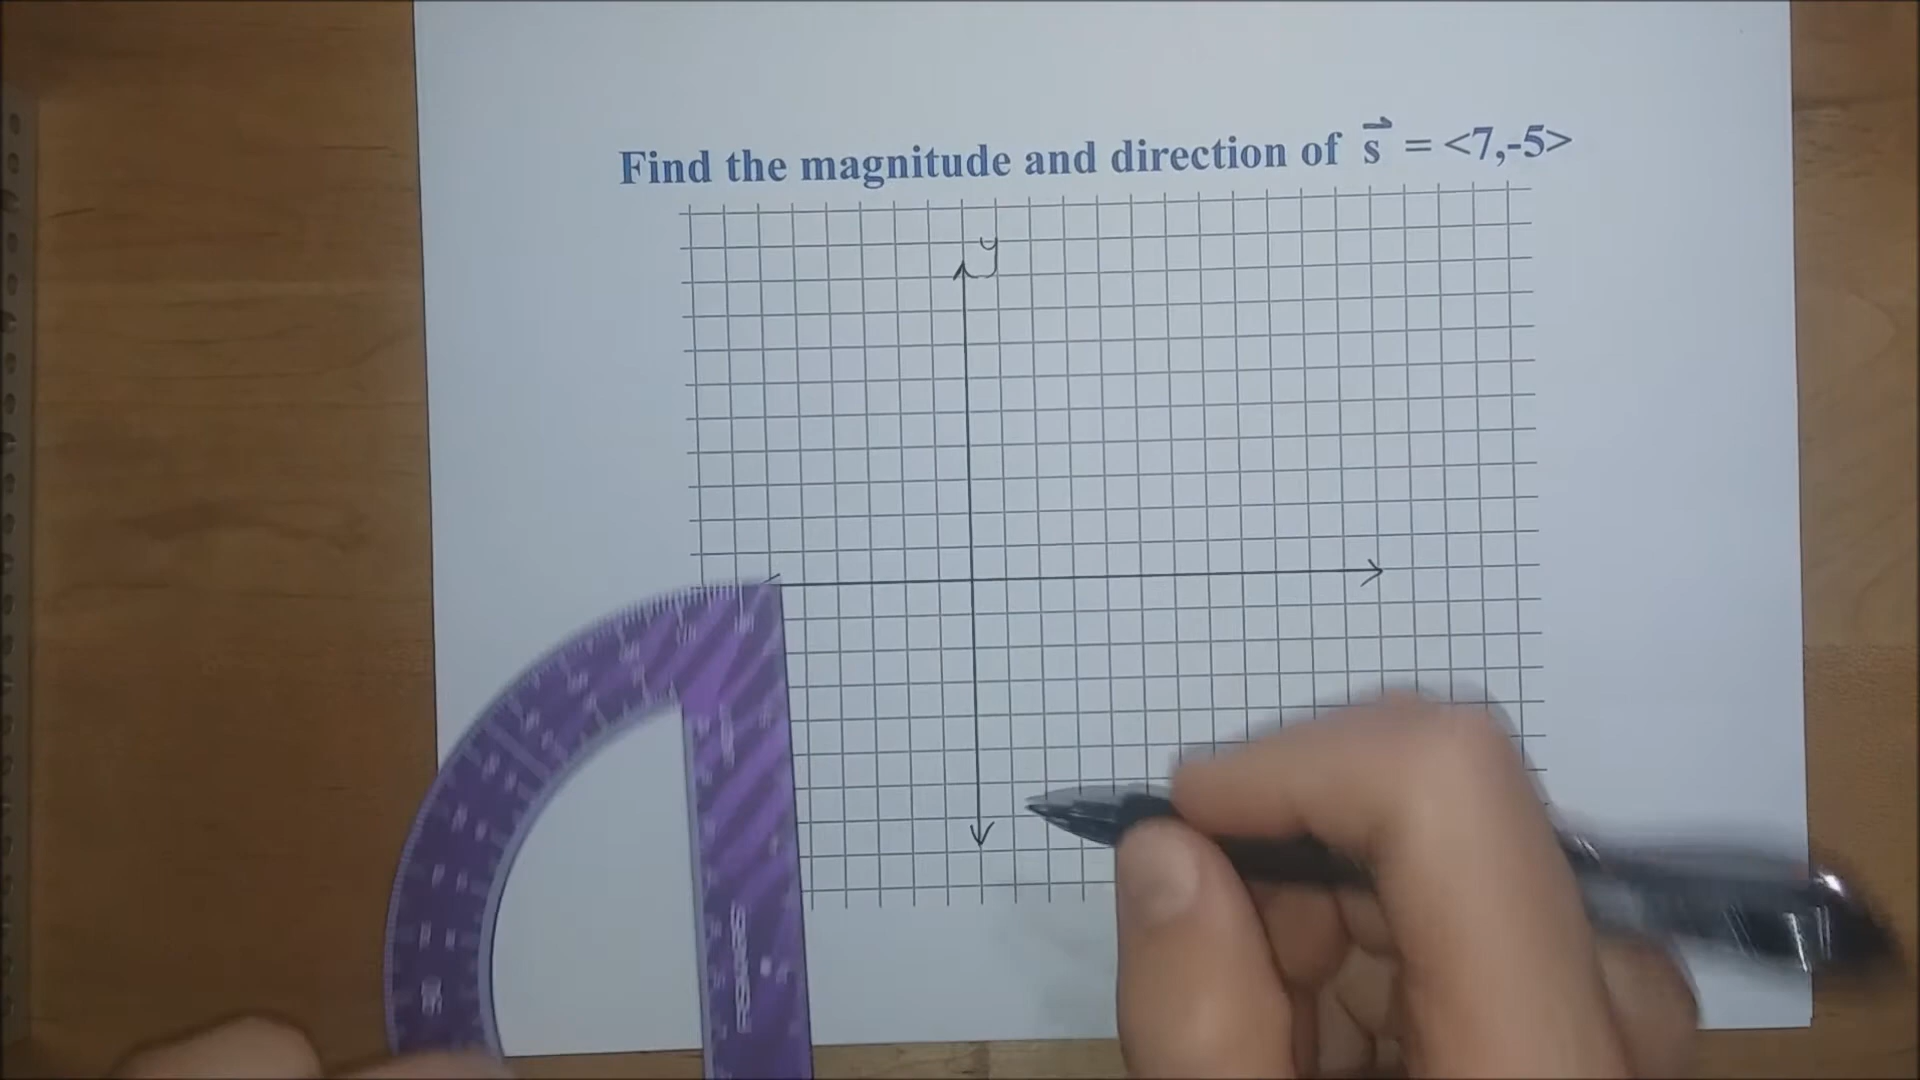 Find the magnitude and direction of s⃗ = <7,-5>
y